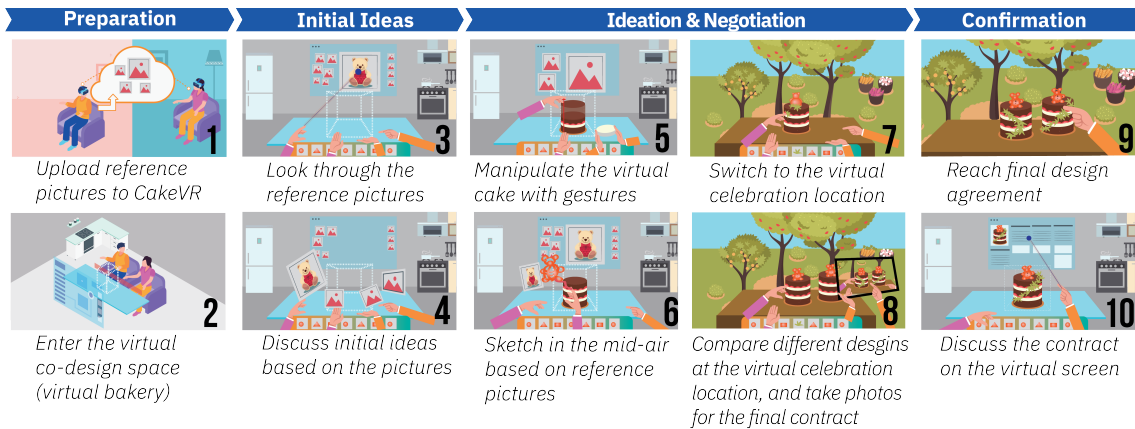 Preparation
Initial Ideas
Ideation & Negotiation
Confirmation
1
Upload reference
pictures to CakeVR
2
Enter the virtual
co-design space
(virtual bakery)
3
Look through the
reference pictures
4
Discuss initial ideas
based on the pictures
5
Manipulate the virtual
cake with gestures
6
Sketch in the mid-air
based on reference
pictures
7
Switch to the virtual
celebration location
8
Compare different desgins
at the virtual celebration
location, and take photos
for the final contract
9
Reach final design
agreement
10
Discuss the contract
on the virtual screen